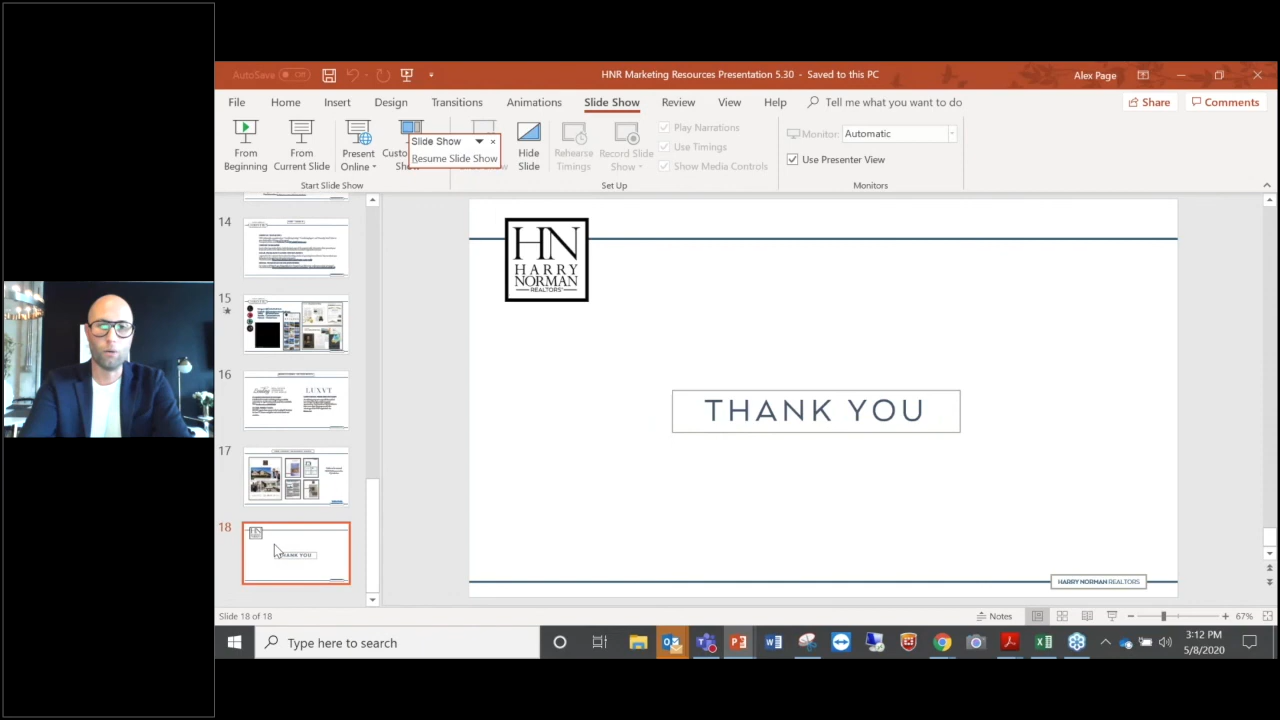 AutoSave Off
HNR Marketing Resources Presentation 5.30 - Saved to this PC
Alex Page
File Home Insert Design Transitions Animations Slide Show Review View Help Tell me what you want to do
Share Comments
From Beginning
From Current Slide
Present Online
Slide Show
Resume Slide Show
Hide Slide
Rehearse Timings
Record Slide Show
Play Narrations
Use Timings
Show Media Controls
Monitor: Automatic
Use Presenter View
Start Slide Show
Set Up
Monitors
14
15
16
LUXVT
17
18
THANK YOU
HN
HARRY
NORMAN
REALTORS
THANK YOU
HARRY NORMAN REALTORS
Slide 18 of 18
Notes
67%
Type here to search
3:12 PM
5/8/2020